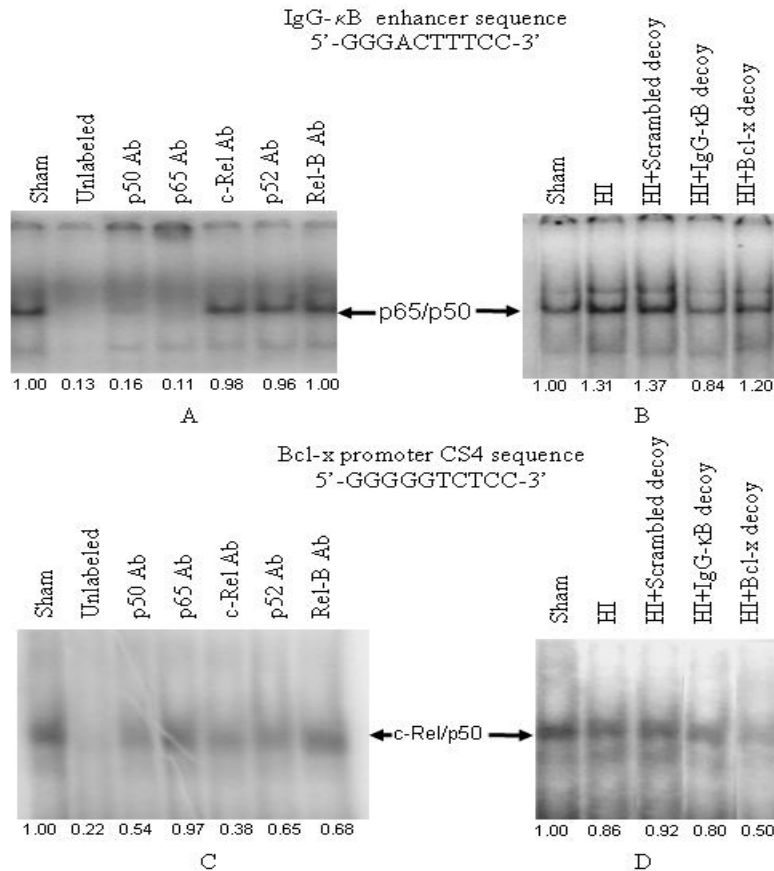 IgG-κB enhancer sequence
5'-GGGACTTTCC-3'
Sham
Unlabeled
p50 Ab
p65 Ab
c-Rel Ab
p52 Ab
Rel-B Ab
Sham
HI
HI+Scrambled decoy
HI+IgG-κB decoy
HI+Bcl-x decoy
p65/p50
1.00 0.13 0.16 0.11 0.98 0.96 1.00
1.00 1.31 1.37 0.84 1.20
A
B
Bcl-x promoter CS4 sequence
5'-GGGGGTCTCC-3'
Sham
Unlabeled
p50 Ab
p65 Ab
c-Rel Ab
p52 Ab
Rel-B Ab
Sham
HI
HI+Scrambled decoy
HI+IgG-κB decoy
HI+Bcl-x decoy
c-Rel/p50
1.00 0.22 0.54 0.97 0.38 0.65 0.68
1.00 0.86 0.92 0.80 0.50
C
D